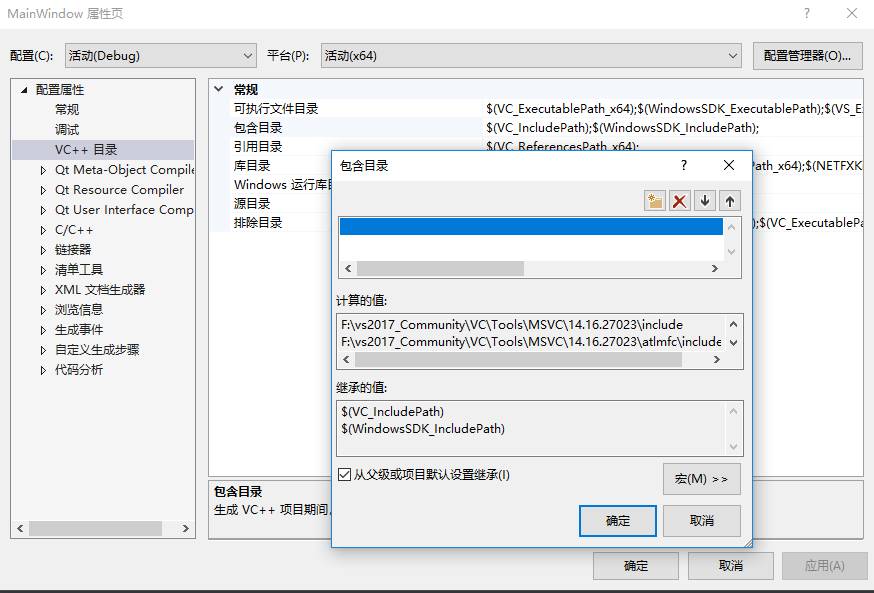 MainWindow 属性页
配置(C): 活动(Debug) 平台(P): 活动(x64) 配置管理器(O)...
配置属性
常规
调试
VC++ 目录
Qt Meta-Object Compile
Qt Resource Compiler
Qt User Interface Comp
C/C++
链接器
清单工具
XML 文档生成器
浏览信息
生成事件
自定义生成步骤
代码分析
常规
可执行文件目录 $(VC_ExecutablePath_x64);$(WindowsSDK_ExecutablePath);$(VS_E
包含目录 $(VC_IncludePath);$(WindowsSDK_IncludePath);
引用目录 $(VC_ReferencesPath_x64);
库目录 Path_x64);$(NETFXK
Windows 运行库目
源目录
排除目录 );$(VC_ExecutablePa
包含目录
生成 VC++ 项目期间,
包含目录
计算的值:
F:\vs2017_Community\VC\Tools\MSVC\14.16.27023\include
F:\vs2017_Community\VC\Tools\MSVC\14.16.27023\atlmfc\include
继承的值:
$(VC_IncludePath)
$(WindowsSDK_IncludePath)
从父级或项目默认设置继承(I)
宏(M) >>
确定 取消
确定 取消 应用(A)